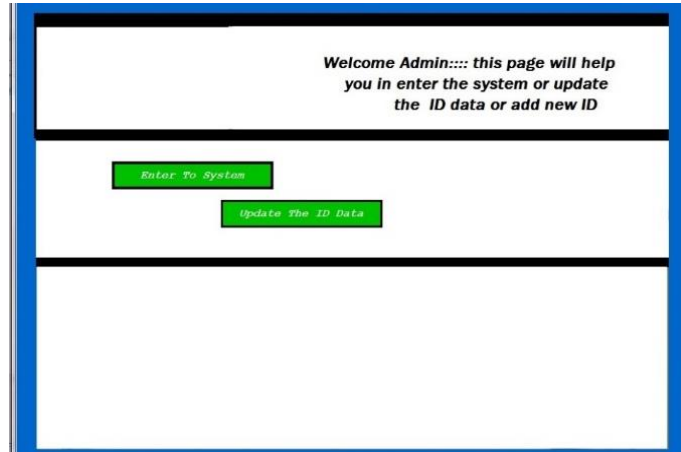 Welcome Admin:::: this page will help
you in enter the system or update
the ID data or add new ID
Enter To System
Update The ID Data